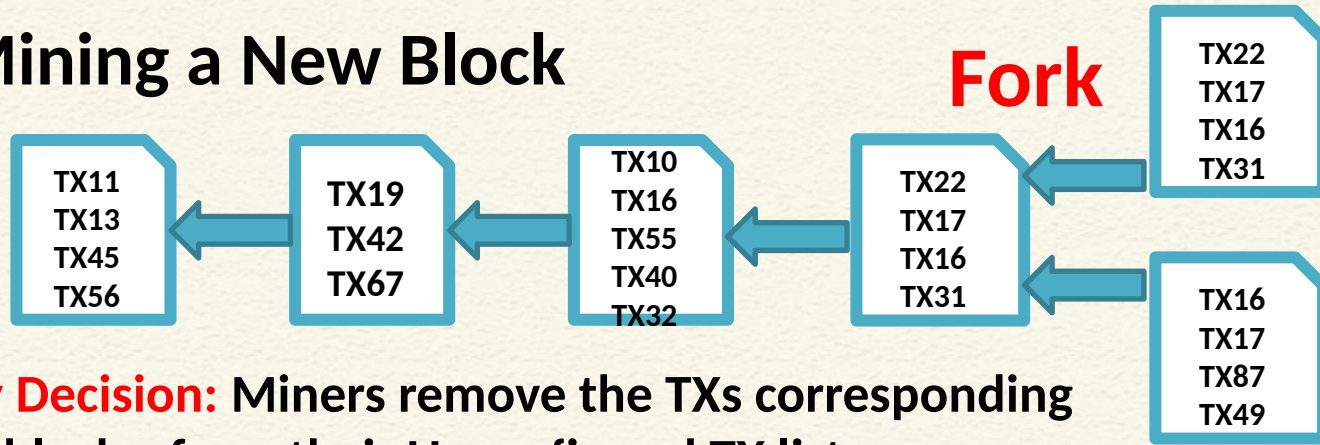 Mining a New Block
Fork
TX11
TX13
TX45
TX56
TX19
TX42
TX67
TX10
TX16
TX55
TX40
TX32
TX22
TX17
TX16
TX31
TX22
TX17
TX16
TX31
TX16
TX17
TX87
TX49
Decision: Miners remove the TXs corresponding